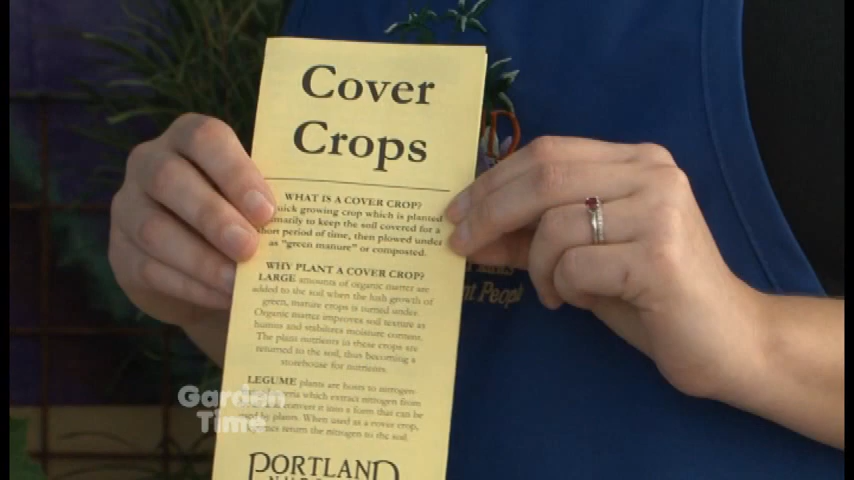 Cover
Crops
WHAT IS A COVER CROP?
quick growing crop which is planted
primarily to keep the soil covered for a
short period of time, then plowed under
as "green manure" or composted.
WHY PLANT A COVER CROP?
LARGE amounts of organic matter are
added to the soil when the lush growth of
green, mature crops is turned under.
Organic matter improves soil texture as
humus and stabilizes moisture content.
The plant nutrients in these crops are
returned to the soil, thus becoming a
storehouse for nutrients.
LEGUME plants are hosts to nitrogen-
which extract nitrogen from
convert it into a form that can be
used by plants. When used as a cover crop,
return the nitrogen to the soil.
PORTLAND
nt People
Garden
Time